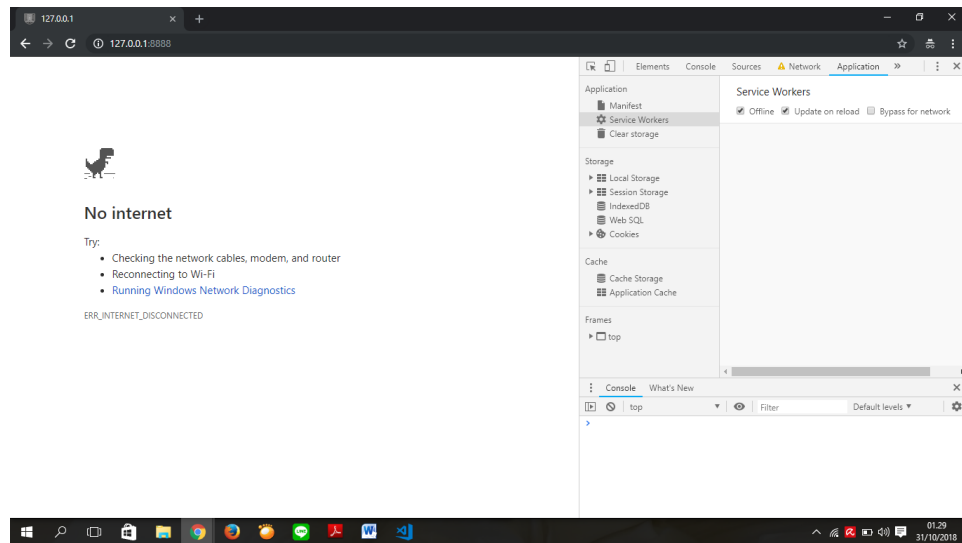 127.0.0.1
127.0.0.1:8888
No internet
Try:
Checking the network cables, modem, and router
Reconnecting to Wi-Fi
Running Windows Network Diagnostics
ERR_INTERNET_DISCONNECTED
Elements Console Sources Network Application »
Application
Manifest
Service Workers
Clear storage
Storage
Local Storage
Session Storage
IndexedDB
Web SQL
Cookies
Cache
Cache Storage
Application Cache
Frames
top
Service Workers
Offline Update on reload Bypass for network
Console What's New
top Filter Default levels
LINE
W
01.29
31/10/2018